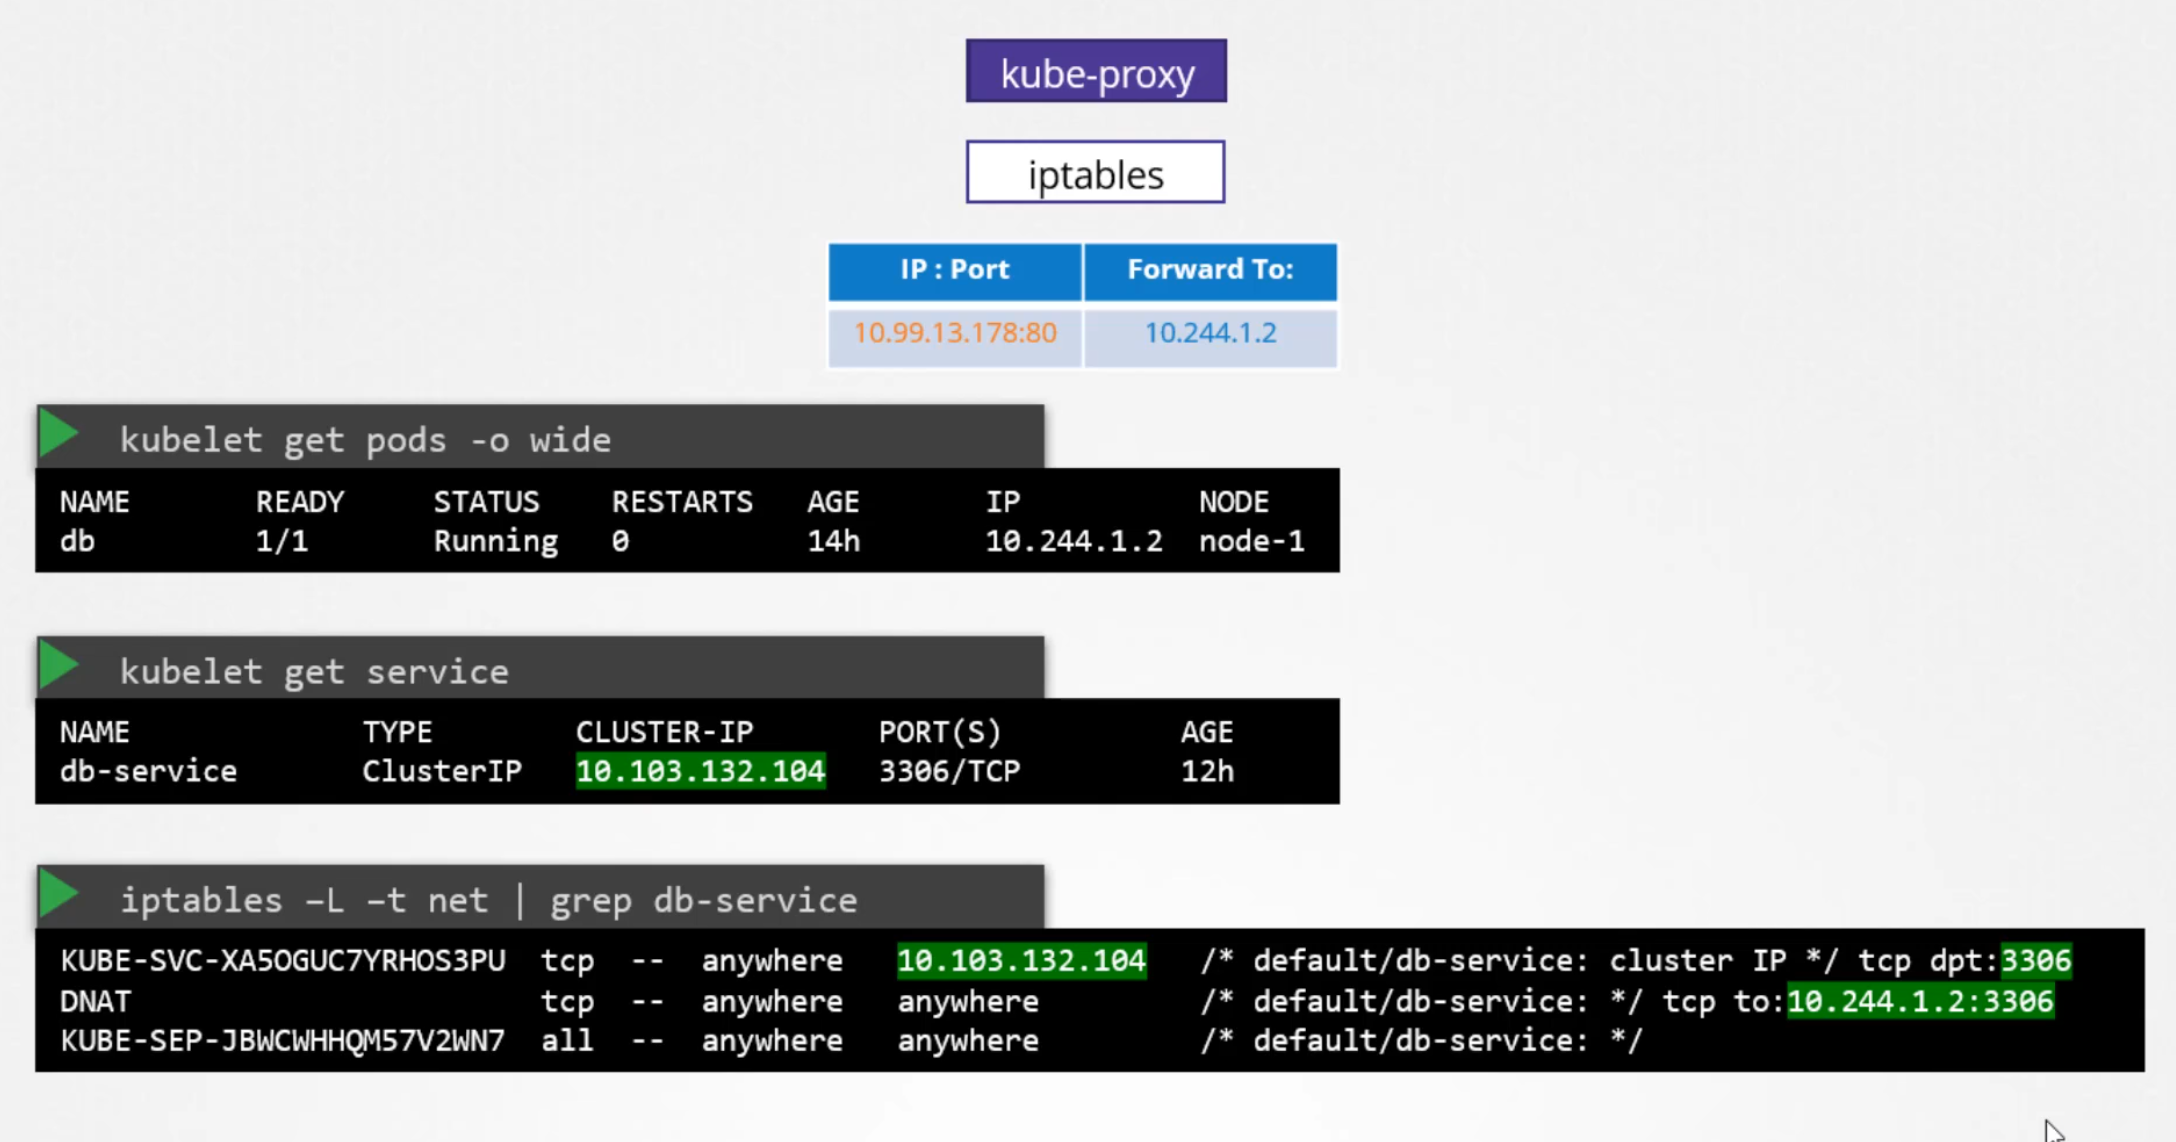 kube-proxy
iptables
IP : Port Forward To:
10.99.13.178:80 10.244.1.2
kubelet get pods -o wide
NAME READY STATUS RESTARTS AGE IP NODE
db 1/1 Running 0 14h 10.244.1.2 node-1
kubelet get service
NAME TYPE CLUSTER-IP PORT(S) AGE
db-service ClusterIP 10.103.132.104 3306/TCP 12h
iptables –L –t net | grep db-service
KUBE-SVC-XA5OGUC7YRHOS3PU tcp -- anywhere 10.103.132.104 /* default/db-service: cluster IP */ tcp dpt:3306
DNAT tcp -- anywhere anywhere /* default/db-service: */ tcp to:10.244.1.2:3306
KUBE-SEP-JBWCWHHQM57V2WN7 all -- anywhere anywhere /* default/db-service: */